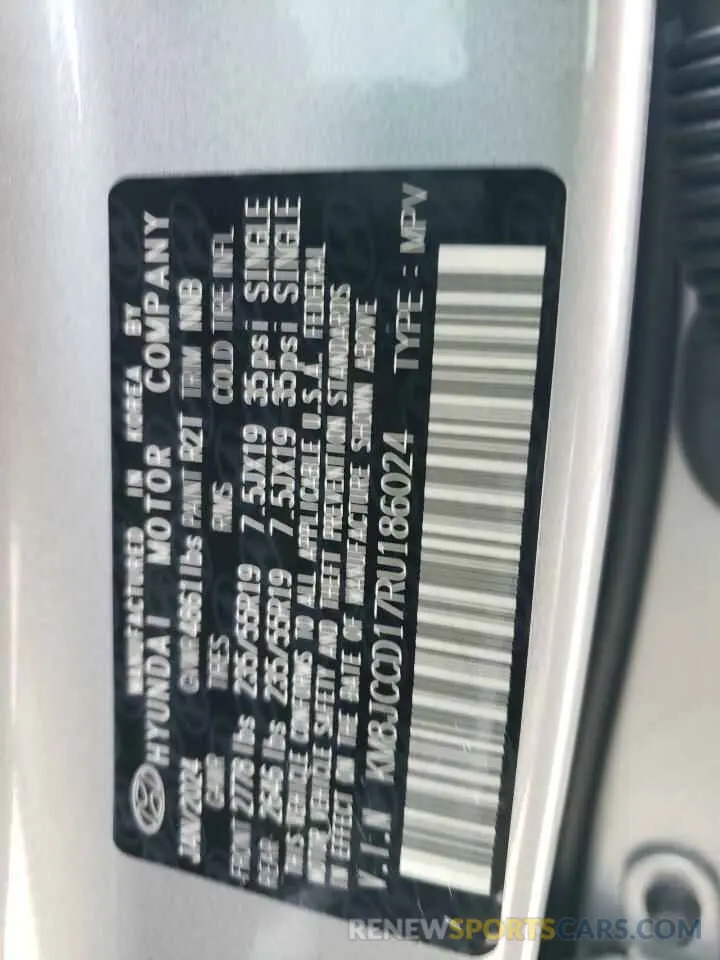 MANUFACTURED IN KOREA BY
HYUNDAI MOTOR COMPANY
JAN/2024 GVWR 4861 lbs PAINT R2T TRIM NNB
GAWR TIRES RIMS COLD TIRE INFL
FRONT 2778 lbs 235/55R19 7.5JX19 35psi SINGLE
REAR 2645 lbs 235/55R19 7.5JX19 35psi SINGLE
THIS VEHICLE CONFORMS TO ALL APPLICABLE U.S.A. FEDERAL
MOTOR VEHICLE SAFETY AND THEFT PREVENTION STANDARDS
IN EFFECT ON THE DATE OF MANUFACTURE SHOWN ABOVE
V.I.N KM8JCCD17RU186024 TYPE : MPV
RENEWSPORTSCARS.COM